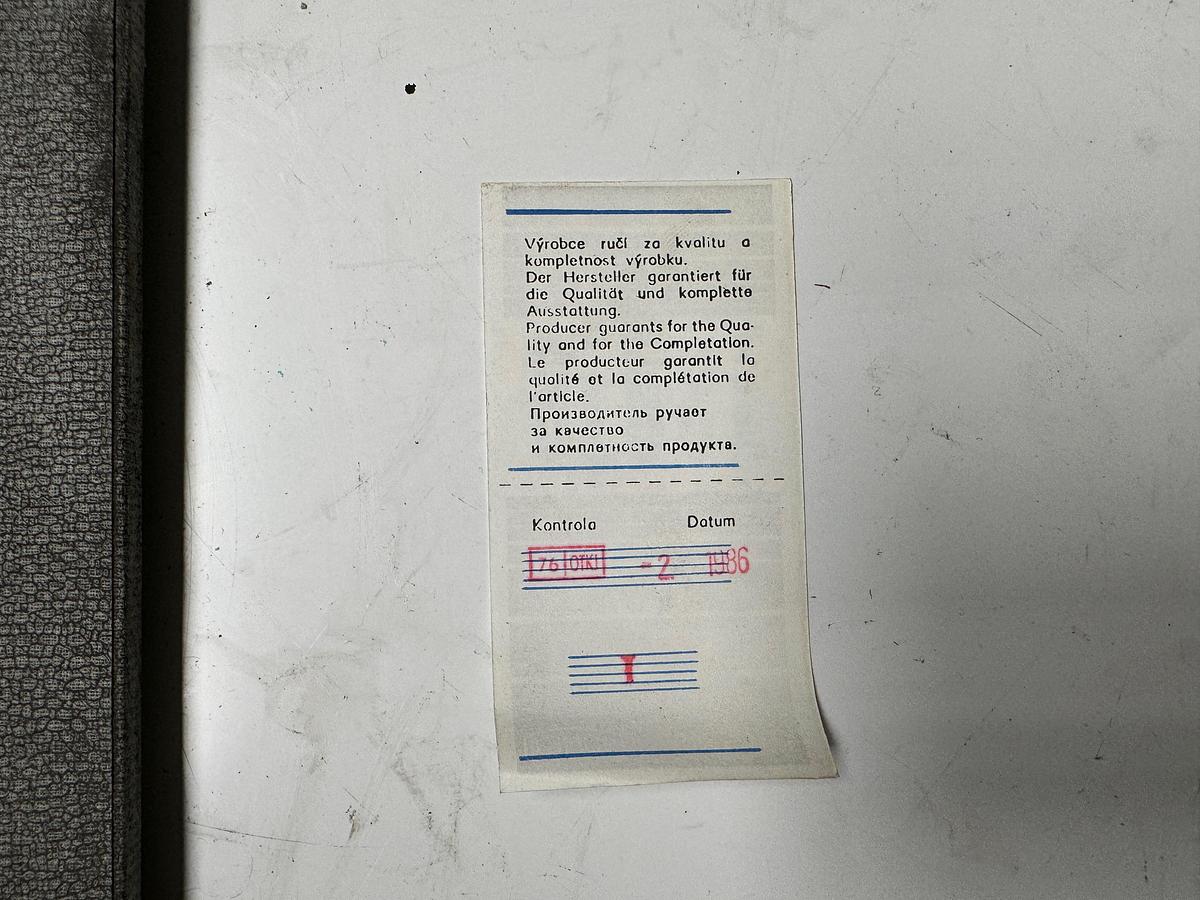 Výrobce ručí za kvalitu a
kompletnost výrobku.
Der Hersteller garantiert für
die Qualität und komplette
Ausstattung.
Producer guarants for the Qua-
lity and for the Completation.
Le producteur garantit la
qualité et la complétation de
l'article.
Производитель ручает
за качество
и комплетность продукта.
Kontrola Datum
76 OTK -2 1986
I